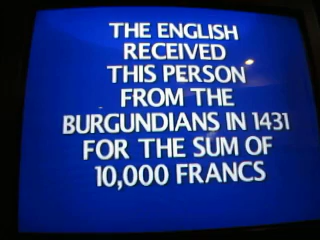 THE ENGLISH
RECEIVED
THIS PERSON
FROM THE
BURGUNDIANS IN 1431
FOR THE SUM OF
10,000 FRANCS